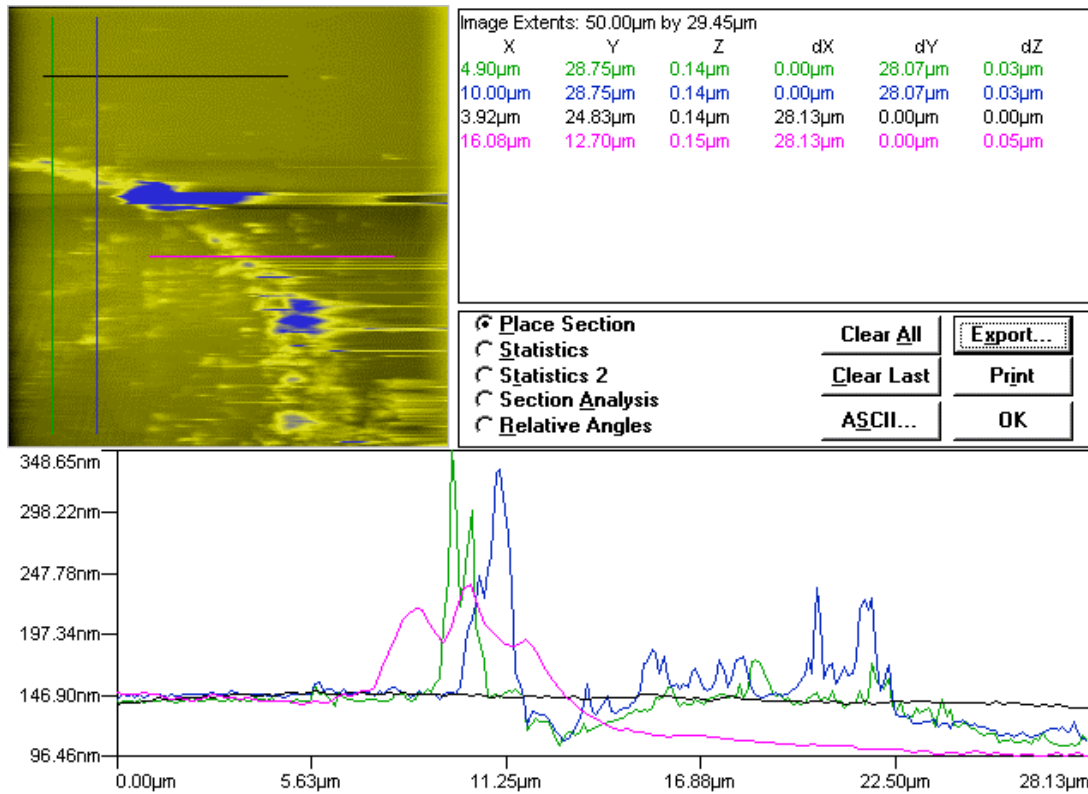 Image Extents: 50.00µm by 29.45µm
X Y Z dX dY dZ
4.90µm 28.75µm 0.14µm 0.00µm 28.07µm 0.03µm
10.00µm 28.75µm 0.14µm 0.00µm 28.07µm 0.03µm
3.92µm 24.83µm 0.14µm 28.13µm 0.00µm 0.00µm
16.08µm 12.70µm 0.15µm 28.13µm 0.00µm 0.05µm
Place Section
Statistics
Statistics 2
Section Analysis
Relative Angles
Clear All Export...
Clear Last Print
ASCII... OK
348.65nm
298.22nm
247.78nm
197.34nm
146.90nm
96.46nm
0.00µm 5.63µm 11.25µm 16.88µm 22.50µm 28.13µm